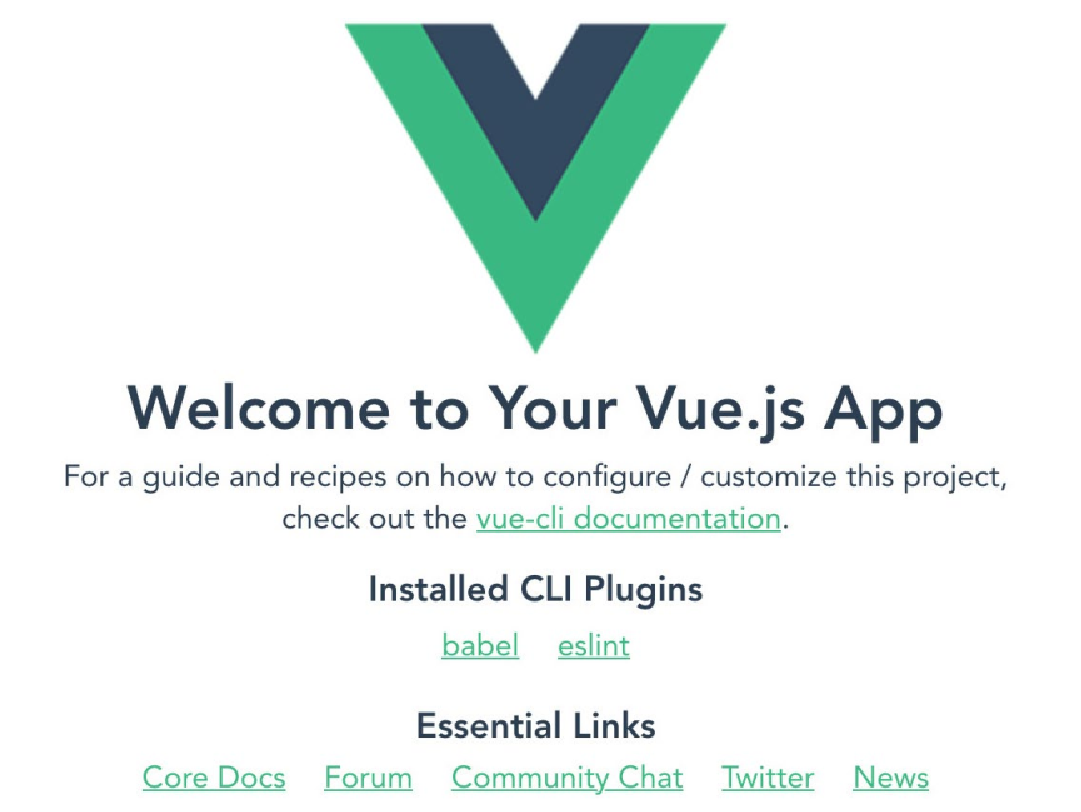 Welcome to Your Vue.js App
For a guide and recipes on how to configure / customize this project,
check out the vue-cli documentation.
Installed CLI Plugins
babel eslint
Essential Links
Core Docs Forum Community Chat Twitter News